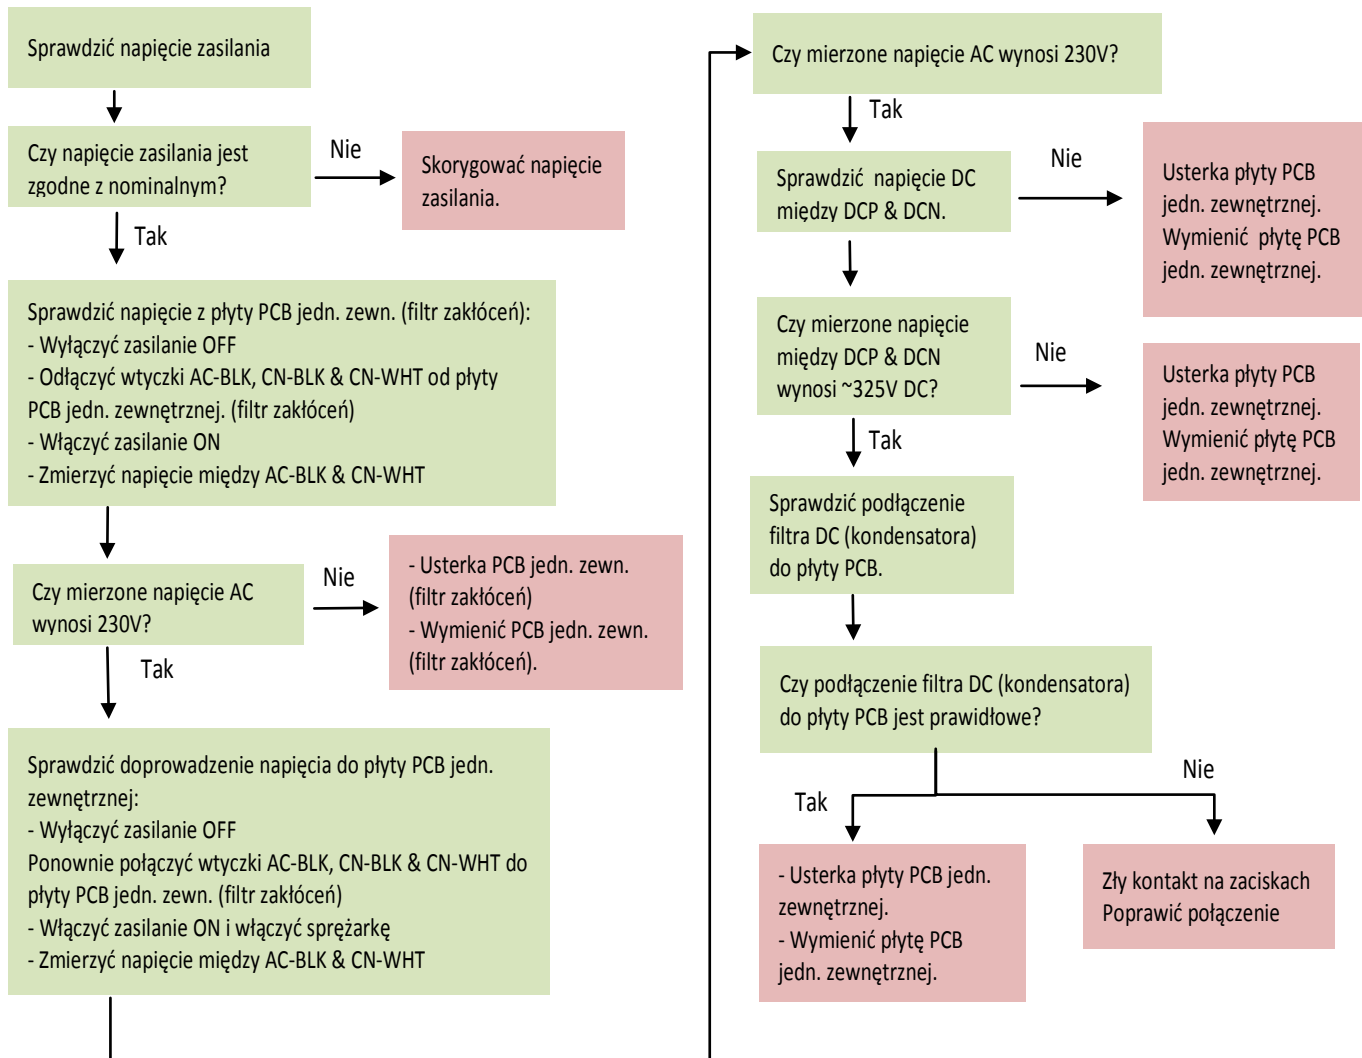 Sprawdzić napięcie zasilania
Czy napięcie zasilania jest
zgodne z nominalnym?
Nie
Skorygować napięcie
zasilania.
Tak
Sprawdzić napięcie z płyty PCB jedn. zewn. (filtr zakłóceń):
- Wyłączyć zasilanie OFF
- Odłączyć wtyczki AC-BLK, CN-BLK & CN-WHT od płyty
PCB jedn. zewnętrznej. (filtr zakłóceń)
- Włączyć zasilanie ON
- Zmierzyć napięcie między AC-BLK & CN-WHT
Czy mierzone napięcie AC
wynosi 230V?
Nie
- Usterka PCB jedn. zewn.
(filtr zakłóceń)
- Wymienić PCB jedn. zewn.
(filtr zakłóceń).
Tak
Sprawdzić doprowadzenie napięcia do płyty PCB jedn.
zewnętrznej:
- Wyłączyć zasilanie OFF
Ponownie połączyć wtyczki AC-BLK, CN-BLK & CN-WHT do
płyty PCB jedn. zewn. (filtr zakłóceń)
- Włączyć zasilanie ON i włączyć sprężarkę
- Zmierzyć napięcie między AC-BLK & CN-WHT
Czy mierzone napięcie AC wynosi 230V?
Tak
Sprawdzić  napięcie DC
między DCP & DCN.
Nie
Usterka płyty PCB
jedn. zewnętrznej.
Wymienić  płytę PCB
jedn. zewnętrznej.
Czy mierzone napięcie
między DCP & DCN
wynosi ~325V DC?
Nie
Usterka płyty PCB
jedn. zewnętrznej.
Wymienić płytę PCB
jedn. zewnętrznej.
Tak
Sprawdzić podłączenie
filtra DC (kondensatora)
do płyty PCB.
Czy podłączenie filtra DC (kondensatora)
do płyty PCB jest prawidłowe?
Tak
Nie
- Usterka płyty PCB jedn.
zewnętrznej.
- Wymienić płytę PCB
jedn. zewnętrznej.
Zły kontakt na zaciskach
Poprawić połączenie